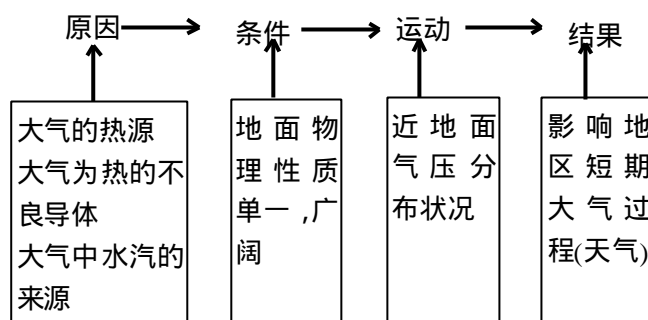 原因
条件
运动
结果
大气的热源
大气为热的不
良导体
大气中水汽的
来源
地面物
理性质
单一,广
阔
近地面
气压分
布状况
影响地
区短期
大气过
程(天气)